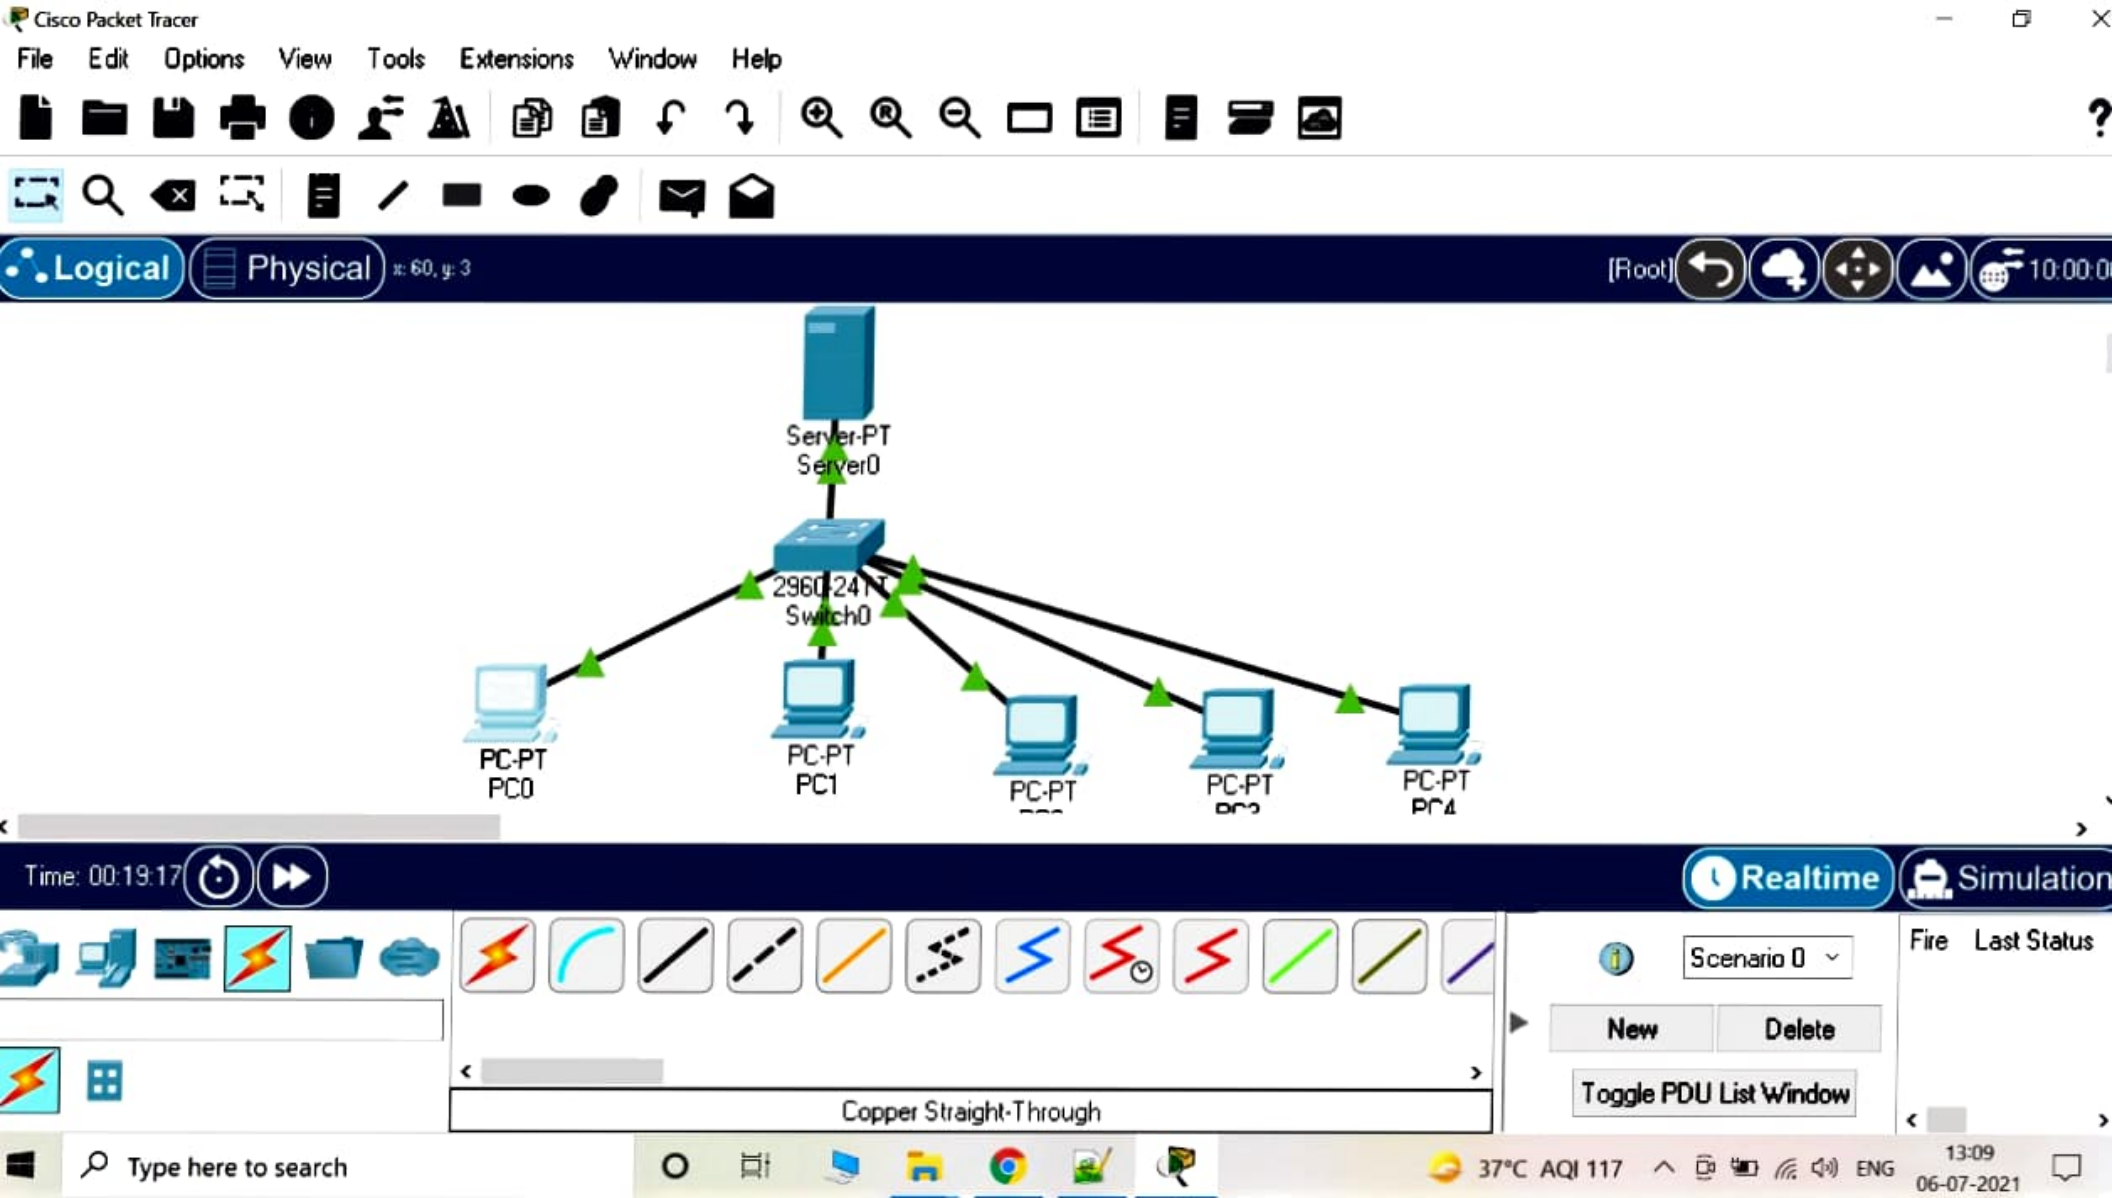 Cisco Packet Tracer
File Edit Options View Tools Extensions Window Help
?
Logical Physical x: 60, y: 3 [Root] 10:00:0
Server-PT
Server0
2960-24TT
Switch0
PC-PT
PC0
PC-PT
PC1
PC-PT
PC-PT
PC3
PC-PT
PC4
Time: 00:19:17 Realtime Simulation
Scenario 0
Fire Last Status
New Delete
Toggle PDU List Window
Copper Straight-Through
Type here to search
37°C AQI 117 ENG
13:09
06-07-2021